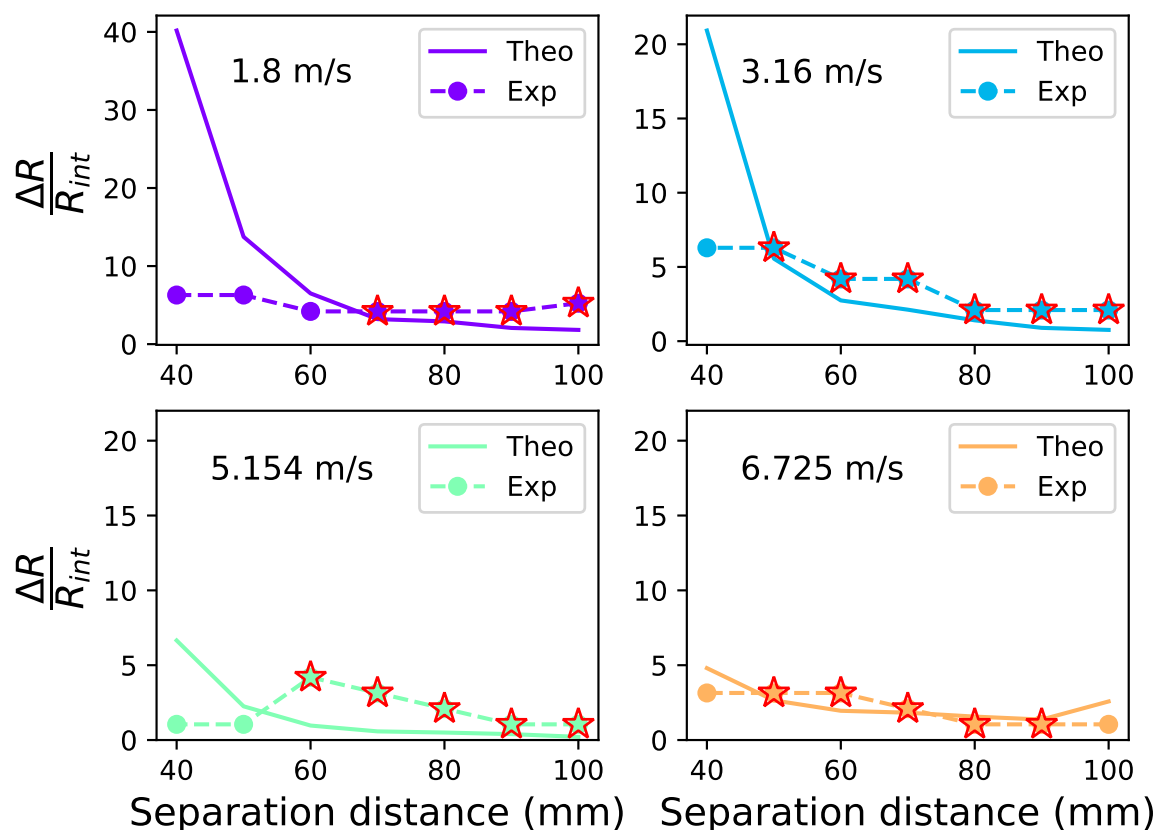 40
30
20
10
0
ΔR
R_int
1.8 m/s
Theo
Exp
40 60 80 100
20
15
10
5
0
3.16 m/s
Theo
Exp
40 60 80 100
20
15
10
5
0
ΔR
R_int
5.154 m/s
Theo
Exp
40 60 80 100
Separation distance (mm)
20
15
10
5
0
6.725 m/s
Theo
Exp
40 60 80 100
Separation distance (mm)